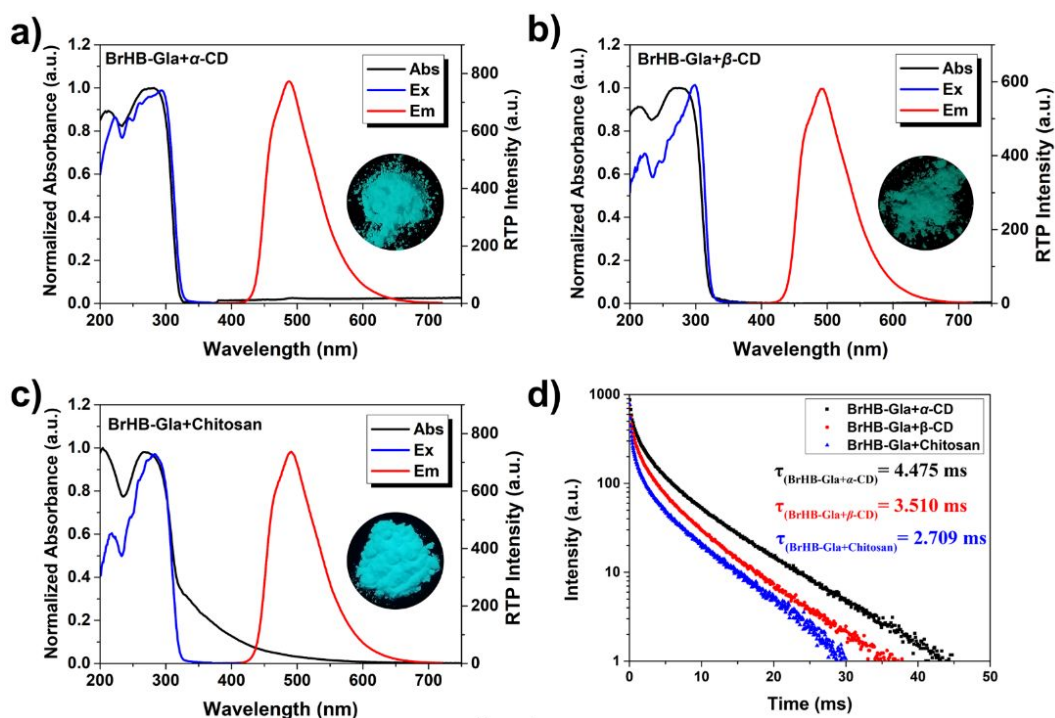 a)
BrHB-Gla+α-CD
Abs
Ex
Em
Normalized Absorbance (a.u.)
1.2
1.0
0.8
0.6
0.4
0.2
0.0
RTP Intensity (a.u.)
800
600
400
200
0
200 300 400 500 600 700
Wavelength (nm)
b)
BrHB-Gla+β-CD
Abs
Ex
Em
Normalized Absorbance (a.u.)
1.2
1.0
0.8
0.6
0.4
0.2
0.0
RTP Intensity (a.u.)
600
400
200
0
200 300 400 500 600 700
Wavelength (nm)
c)
BrHB-Gla+Chitosan
Abs
Ex
Em
Normalized Absorbance (a.u.)
1.2
1.0
0.8
0.6
0.4
0.2
0.0
RTP Intensity (a.u.)
800
600
400
200
0
200 300 400 500 600 700
Wavelength (nm)
d)
BrHB-Gla+α-CD
BrHB-Gla+β-CD
BrHB-Gla+Chitosan
τ(BrHB-Gla+α-CD)= 4.475 ms
τ(BrHB-Gla+β-CD)= 3.510 ms
τ(BrHB-Gla+Chitosan)= 2.709 ms
Intensity (a.u.)
1000
100
10
1
0 10 20 30 40 50
Time (ms)